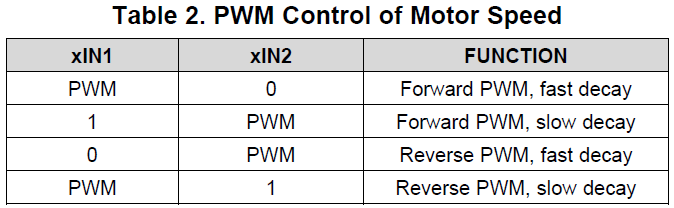 Table 2. PWM Control of Motor Speed
xIN1 xIN2 FUNCTION
PWM 0 Forward PWM, fast decay
1 PWM Forward PWM, slow decay
0 PWM Reverse PWM, fast decay
PWM 1 Reverse PWM, slow decay